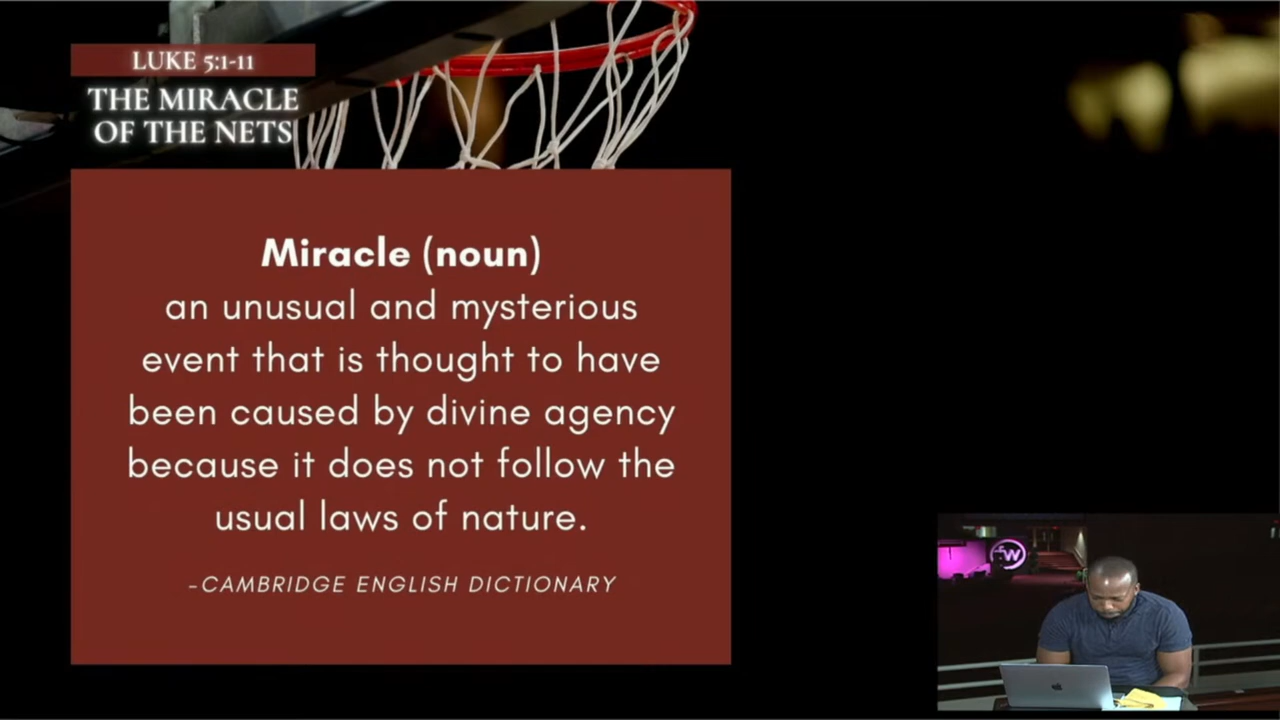 LUKE 5:1-11
THE MIRACLE
OF THE NETS
Miracle (noun)
an unusual and mysterious
event that is thought to have
been caused by divine agency
because it does not follow the
usual laws of nature.
-CAMBRIDGE ENGLISH DICTIONARY
fW